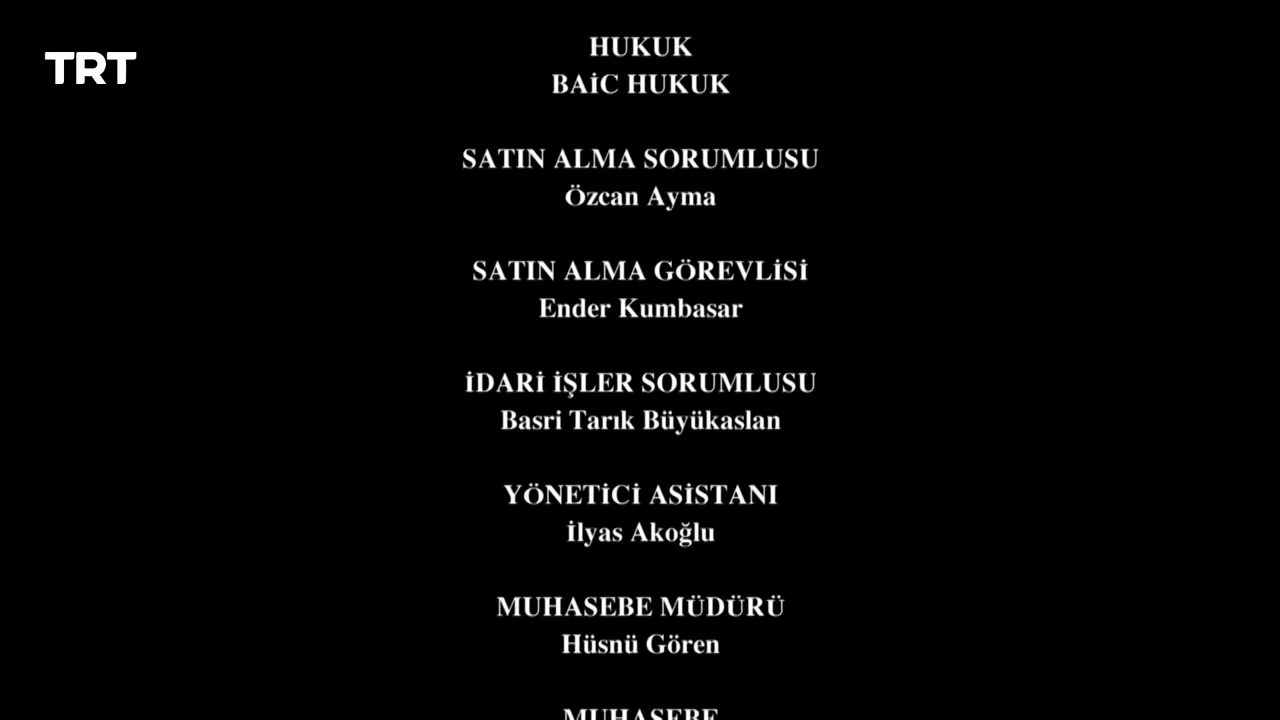 TRT
HUKUK
BAİC HUKUK
SATIN ALMA SORUMLUSU
Özcan Ayma
SATIN ALMA GÖREVLİSİ
Ender Kumbasar
İDARİ İŞLER SORUMLUSU
Basri Tarık Büyükaslan
YÖNETİCİ ASİSTANI
İlyas Akoğlu
MUHASEBE MÜDÜRÜ
Hüsnü Gören
MUHASEBE